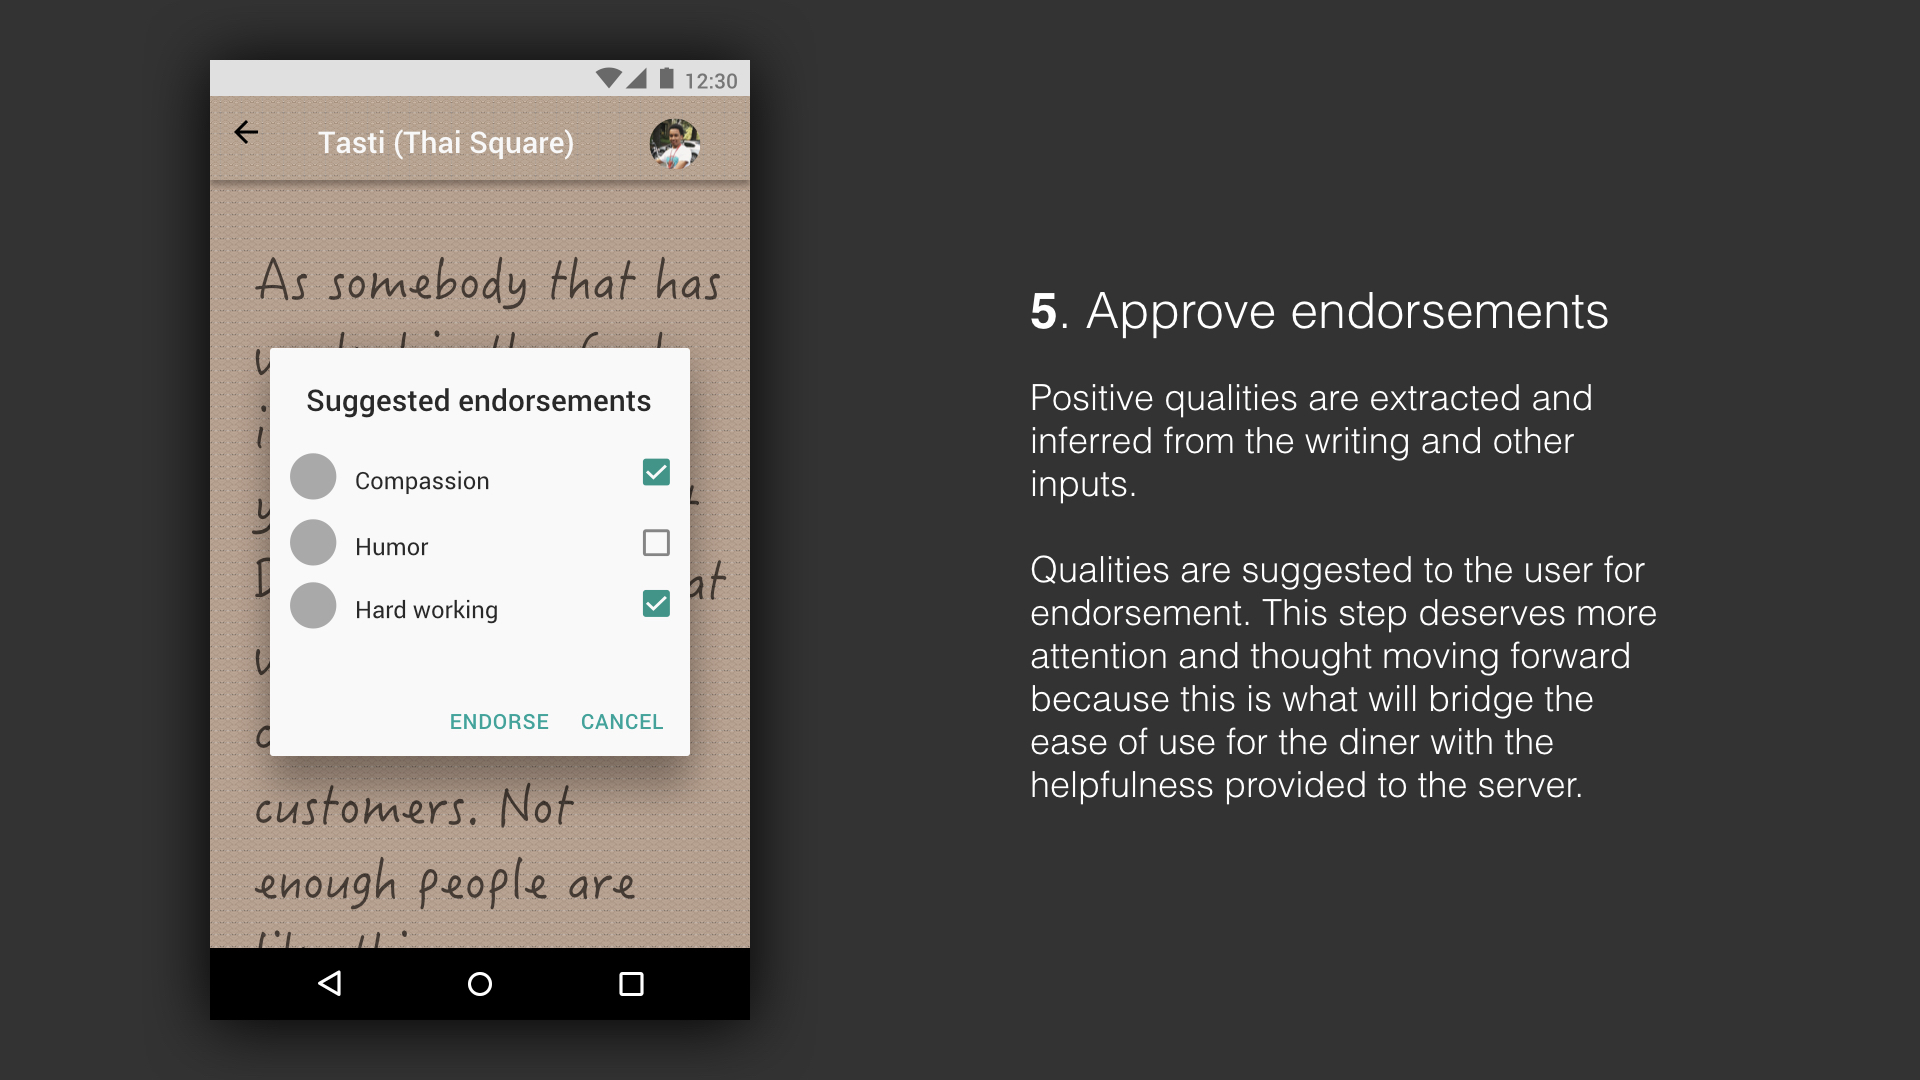 12:30
Tasti (Thai Square)
As somebody that has
Suggested endorsements
Compassion
Humor
Hard working
at
ENDORSE CANCEL
customers. Not
enough people are
5. Approve endorsements
Positive qualities are extracted and
inferred from the writing and other
inputs.
Qualities are suggested to the user for
endorsement. This step deserves more
attention and thought moving forward
because this is what will bridge the
ease of use for the diner with the
helpfulness provided to the server.